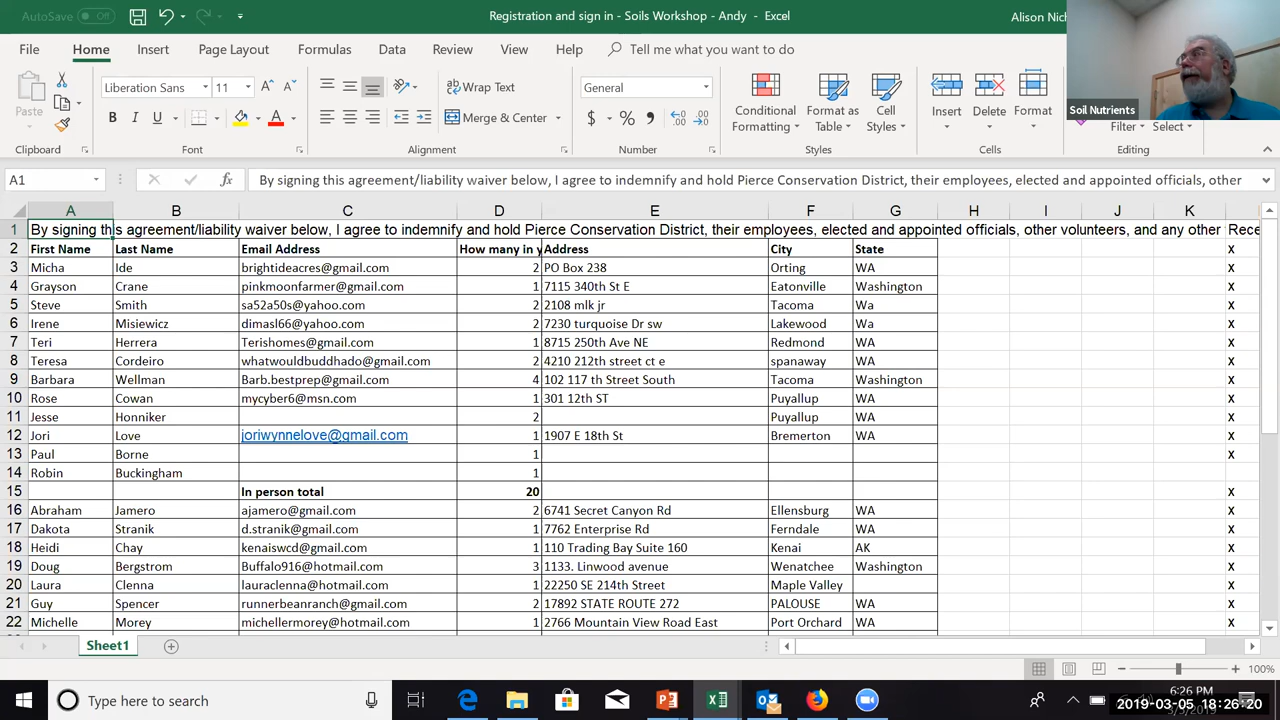 AutoSave Off
Registration and sign in - Soils Workshop - Andy - Excel
Alison Nich
File Home Insert Page Layout Formulas Data Review View Help Tell me what you want to do
Soil Nutrients
Paste
Liberation Sans 11
B I U
Wrap Text
Merge & Center
General
$ % ,
Conditional Formatting
Format as Table
Cell Styles
Insert Delete Format
Filter Select
Clipboard Font Alignment Number Styles Cells Editing
A1 fx By signing this agreement/liability waiver below, I agree to indemnify and hold Pierce Conservation District, their employees, elected and appointed officials, other
A B C D E F G H I J K
1 By signing this agreement/liability waiver below, I agree to indemnify and hold Pierce Conservation District, their employees, elected and appointed officials, other volunteers, and any other Rece
2 First Name Last Name Email Address How many in y Address City State X
3 Micha Ide brightideacres@gmail.com 2 PO Box 238 Orting WA X
4 Grayson Crane pinkmoonfarmer@gmail.com 1 7115 340th St E Eatonville Washington X
5 Steve Smith sa52a50s@yahoo.com 2 2108 mlk jr Tacoma Wa X
6 Irene Misiewicz dimasl66@yahoo.com 2 7230 turquoise Dr sw Lakewood Wa X
7 Teri Herrera Terishomes@gmail.com 1 8715 250th Ave NE Redmond WA X
8 Teresa Cordeiro whatwouldbuddhado@gmail.com 2 4210 212th street ct e spanaway WA X
9 Barbara Wellman Barb.bestprep@gmail.com 4 102 117 th Street South Tacoma Washington X
10 Rose Cowan mycyber6@msn.com 1 301 12th ST Puyallup WA X
11 Jesse Honniker 2 Puyallup WA X
12 Jori Love joriwynnelove@gmail.com 1 1907 E 18th St Bremerton WA X
13 Paul Borne 1 X
14 Robin Buckingham 1
15 In person total 20 X
16 Abraham Jamero ajamero@gmail.com 2 6741 Secret Canyon Rd Ellensburg WA X
17 Dakota Stranik d.stranik@gmail.com 1 7762 Enterprise Rd Ferndale WA X
18 Heidi Chay kenaiswcd@gmail.com 1 110 Trading Bay Suite 160 Kenai AK X
19 Doug Bergstrom Buffalo916@hotmail.com 3 1133. Linwood avenue Wenatchee Washington X
20 Laura Clenna lauraclenna@hotmail.com 1 22250 SE 214th Street Maple Valley X
21 Guy Spencer runnerbeanranch@gmail.com 2 17892 STATE ROUTE 272 PALOUSE WA X
22 Michelle Morey michellermorey@hotmail.com 1 2766 Mountain View Road East Port Orchard WA X
Sheet1
100%
Type here to search
6:26 PM
2019-03-05 18:26:20